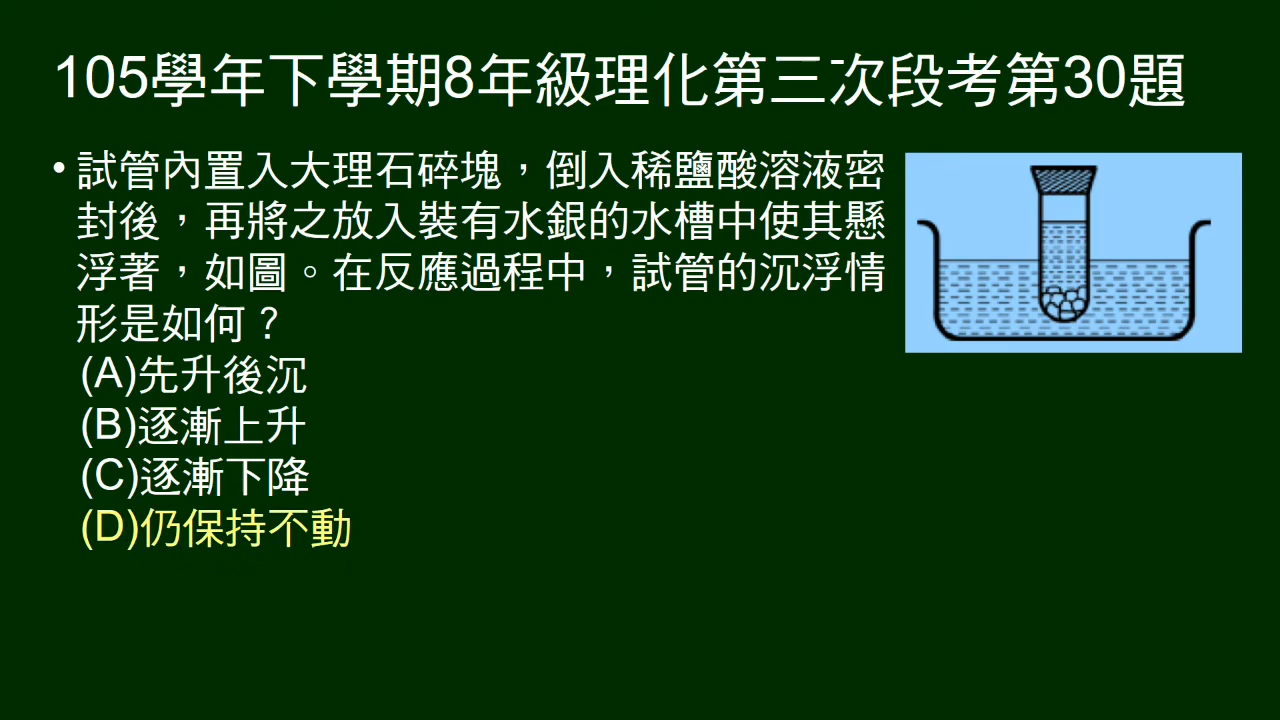 105學年下學期8年級理化第三次段考第30題
• 試管內置入大理石碎塊，倒入稀鹽酸溶液密
封後，再將之放入裝有水銀的水槽中使其懸
浮著，如圖。在反應過程中，試管的沉浮情
形是如何？
(A)先升後沉
(B)逐漸上升
(C)逐漸下降
(D)仍保持不動